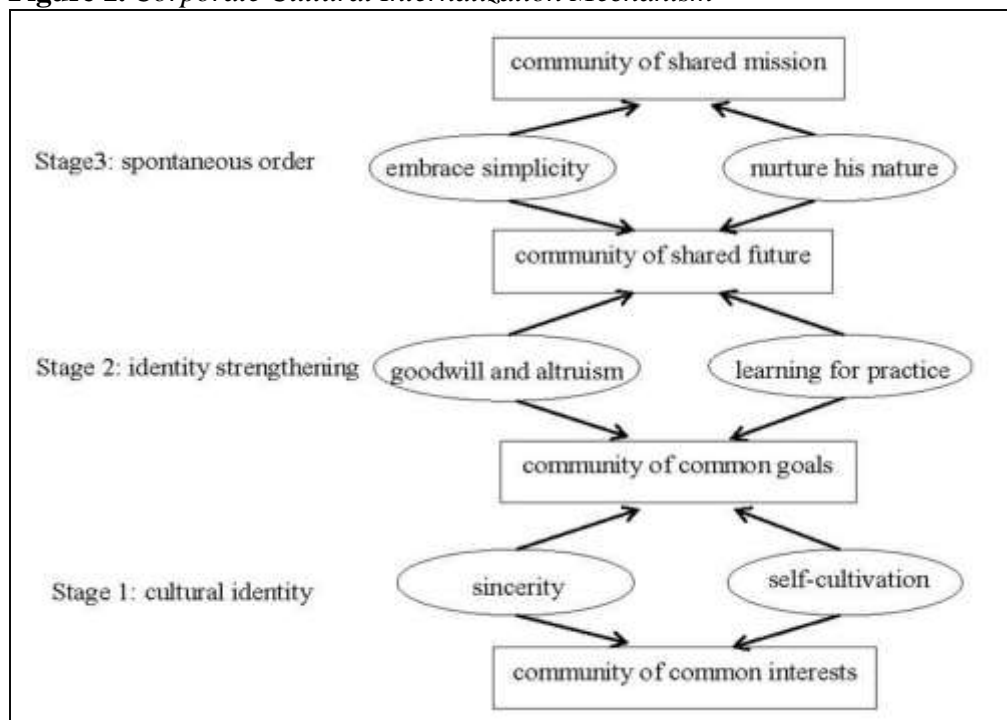 Figure 2. Corporate Cultural Internalization Mechanism
community of shared mission
Stage3: spontaneous order
embrace simplicity
nurture his nature
community of shared future
Stage 2: identity strengthening
goodwill and altruism
learning for practice
community of common goals
Stage 1: cultural identity
sincerity
self-cultivation
community of common interests